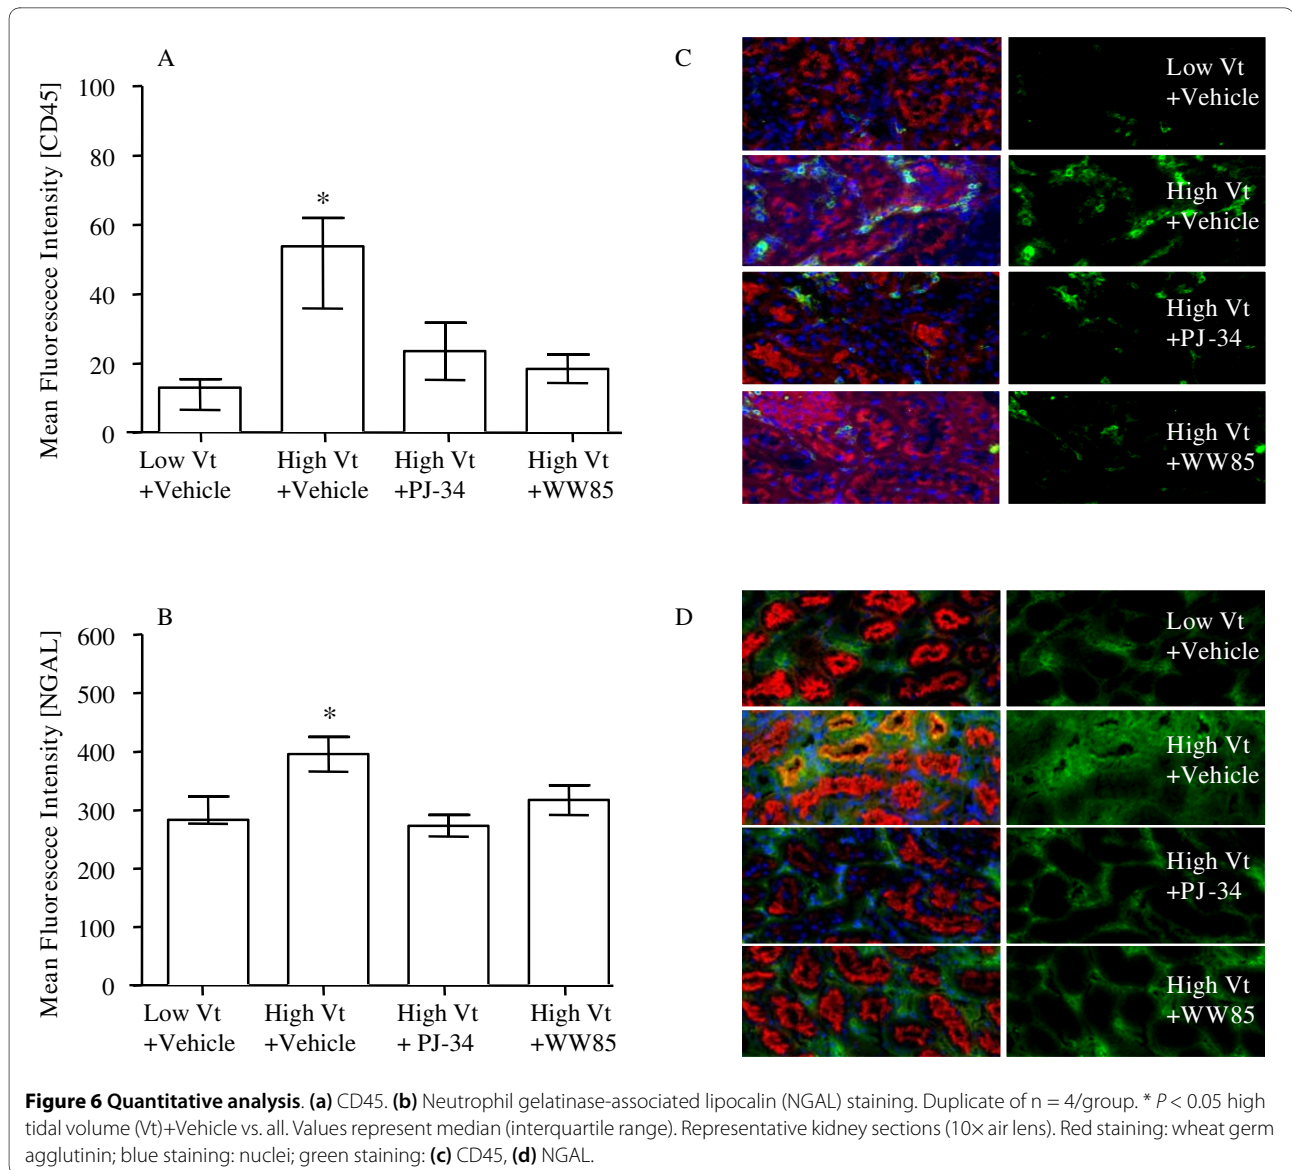 A
Mean Fluorescece Intensity [CD45]
100
80
60
40
20
0
*
Low Vt
+Vehicle
High Vt
+Vehicle
High Vt
+PJ-34
High Vt
+WW85
C
Low Vt
+Vehicle
High Vt
+Vehicle
High Vt
+PJ-34
High Vt
+WW85
B
Mean Fluorescece Intensity [NGAL]
600
500
400
300
200
100
0
*
Low Vt
+Vehicle
High Vt
+Vehicle
High Vt
+ PJ-34
High Vt
+WW85
D
Low Vt
+Vehicle
High Vt
+Vehicle
High Vt
+PJ-34
High Vt
+WW85
Figure 6 Quantitative analysis. (a) CD45. (b) Neutrophil gelatinase-associated lipocalin (NGAL) staining. Duplicate of n = 4/group. * P < 0.05 high
tidal volume (Vt)+Vehicle vs. all. Values represent median (interquartile range). Representative kidney sections (10× air lens). Red staining: wheat germ
agglutinin; blue staining: nuclei; green staining: (c) CD45, (d) NGAL.